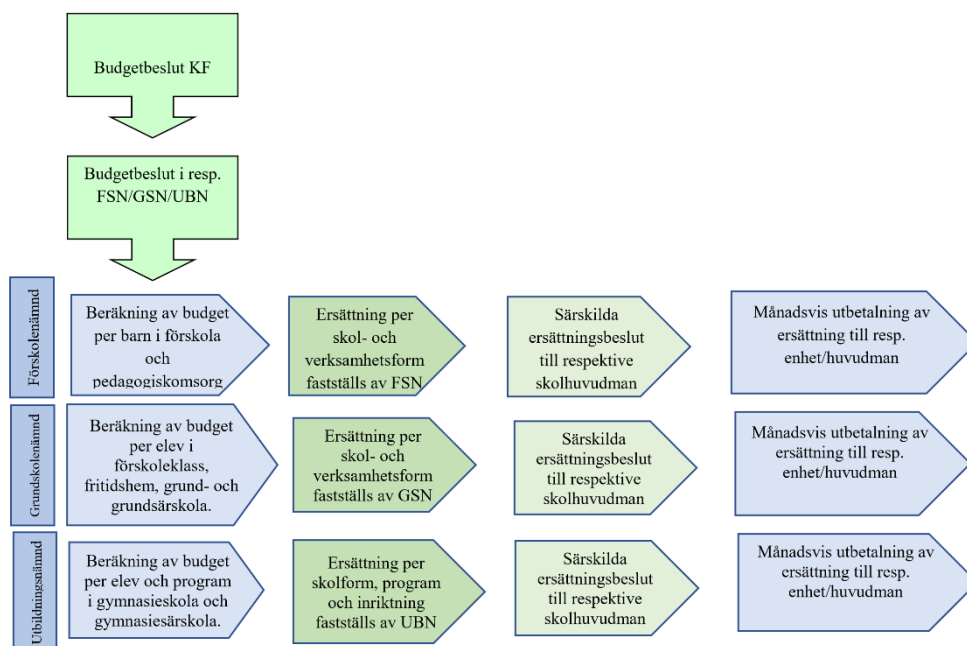 Budgetbeslut KF
Budgetbeslut i resp.
FSN/GSN/UBN
Förskolenämnd
Beräkning av budget
per barn i förskola
och
pedagogiskomsorg
Ersättning per
skol- och
verksamhetsform
fastställs av FSN
Särskilda
ersättningsbeslut
till respektive
skolhuvudman
Månadsvis utbetalning av
ersättning till resp.
enhet/huvudman
Grundskolenämnd
Beräkning av budget
per elev i
förskoleklass,
fritidshem, grund- och
grundsärskola.
Ersättning per
skol- och
verksamhetsform
fastställs av GSN
Särskilda
ersättningsbeslut
till respektive
skolhuvudman
Månadsvis utbetalning av
ersättning till resp.
enhet/huvudman
Utbildningsnämnd
Beräkning av budget
per elev och program
i gymnasieskola och
gymnasiesärskola.
Ersättning per
skolform, program
och inriktning
fastställs av UBN
Särskilda
ersättningsbeslut
till respektive
skolhuvudman
Månadsvis utbetalning av
ersättning till resp.
enhet/huvudman